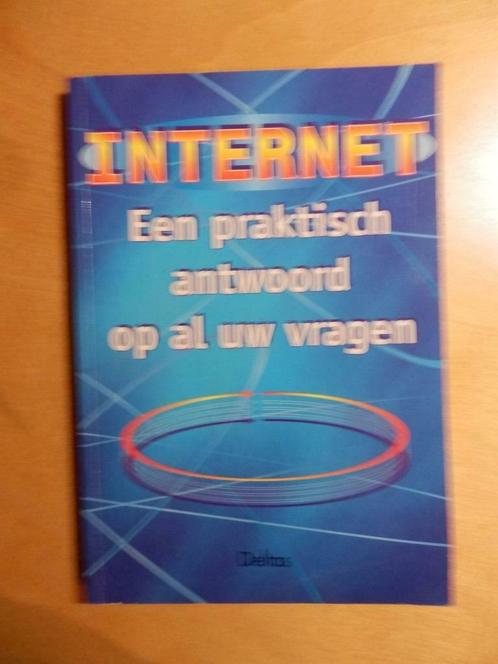 INTERNET
Een praktisch
antwoord
op al uw vragen
Deltas